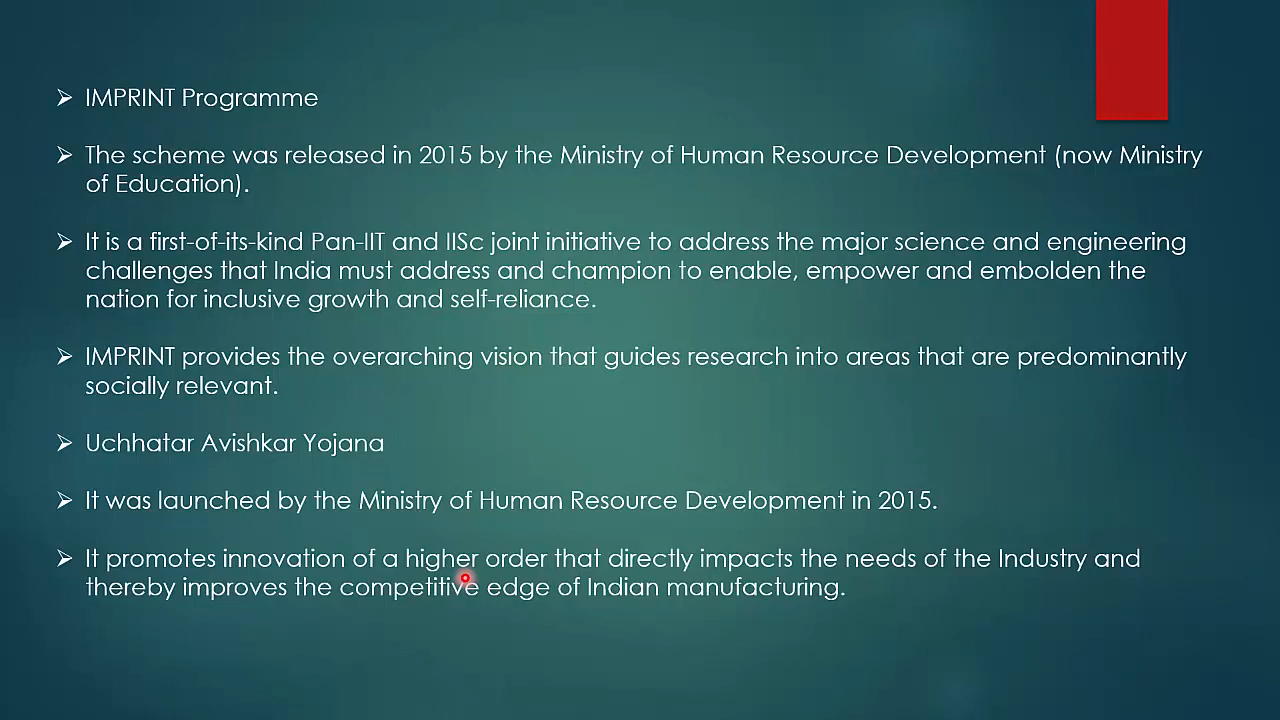 IMPRINT Programme
The scheme was released in 2015 by the Ministry of Human Resource Development (now Ministry
of Education).
It is a first-of-its-kind Pan-IIT and IISc joint initiative to address the major science and engineering
challenges that India must address and champion to enable, empower and embolden the
nation for inclusive growth and self-reliance.
IMPRINT provides the overarching vision that guides research into areas that are predominantly
socially relevant.
Uchhatar Avishkar Yojana
It was launched by the Ministry of Human Resource Development in 2015.
It promotes innovation of a higher order that directly impacts the needs of the Industry and
thereby improves the competitive edge of Indian manufacturing.